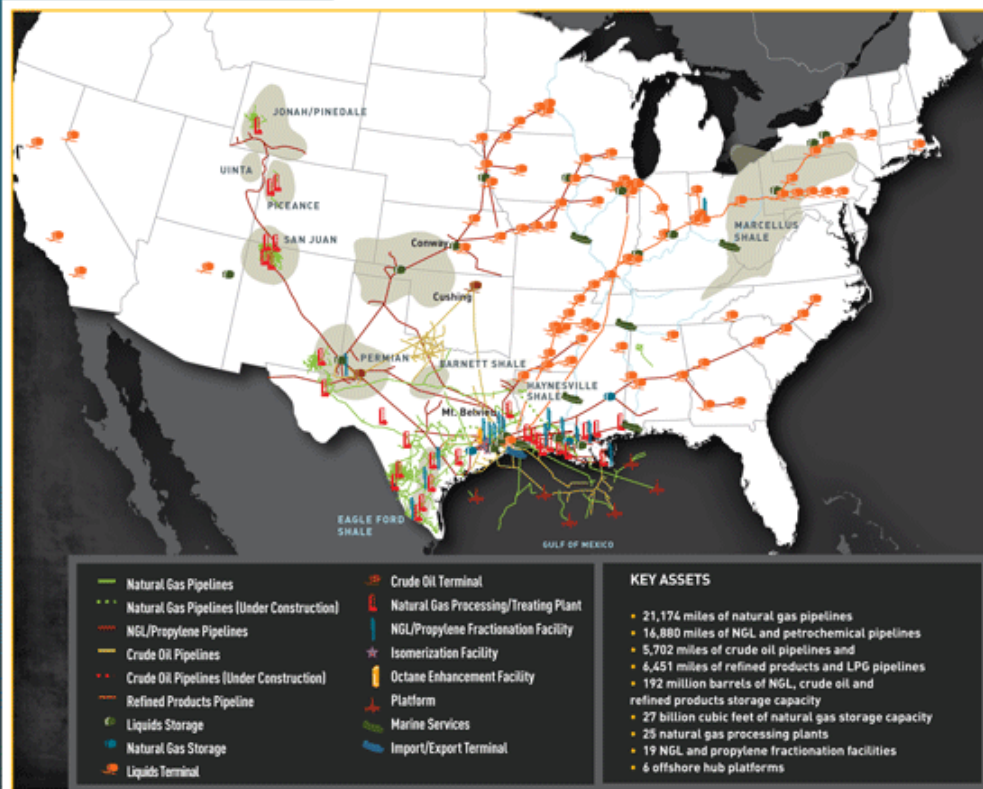 JONAH/PINEDALE
UINTA
PICEANCE
SAN JUAN
Conway
MARCELLUS
SHALE
Cushing
PERMIAN
BARNETT SHALE
HAYNESVILLE
SHALE
Mt. Belvieu
EAGLE FORD
SHALE
GULF OF MEXICO
Natural Gas Pipelines
Natural Gas Pipelines (Under Construction)
NGL/Propylene Pipelines
Crude Oil Pipelines
Crude Oil Pipelines (Under Construction)
Refined Products Pipeline
Liquids Storage
Natural Gas Storage
Liquids Terminal
Crude Oil Terminal
Natural Gas Processing/Treating Plant
NGL/Propylene Fractionation Facility
Isomerization Facility
Octane Enhancement Facility
Platform
Marine Services
Import/Export Terminal
KEY ASSETS
• 21,174 miles of natural gas pipelines
• 16,880 miles of NGL and petrochemical pipelines
• 5,702 miles of crude oil pipelines and
• 6,451 miles of refined products and LPG pipelines
• 192 million barrels of NGL, crude oil and
refined products storage capacity
• 27 billion cubic feet of natural gas storage capacity
• 25 natural gas processing plants
• 19 NGL and propylene fractionation facilities
• 6 offshore hub platforms